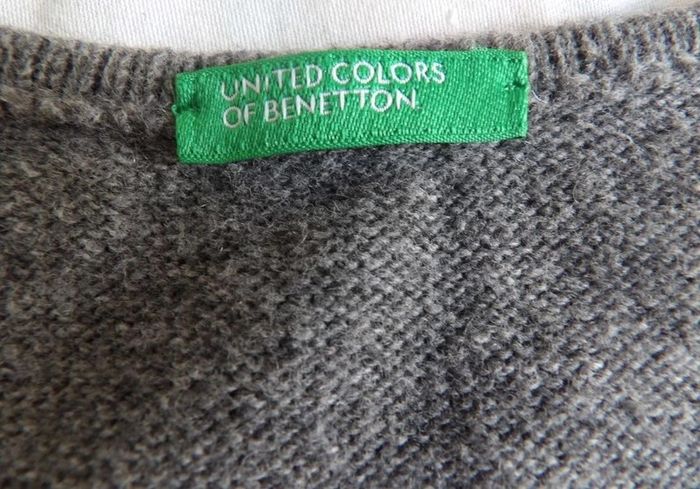 UNITED COLORS
OF BENETTON.